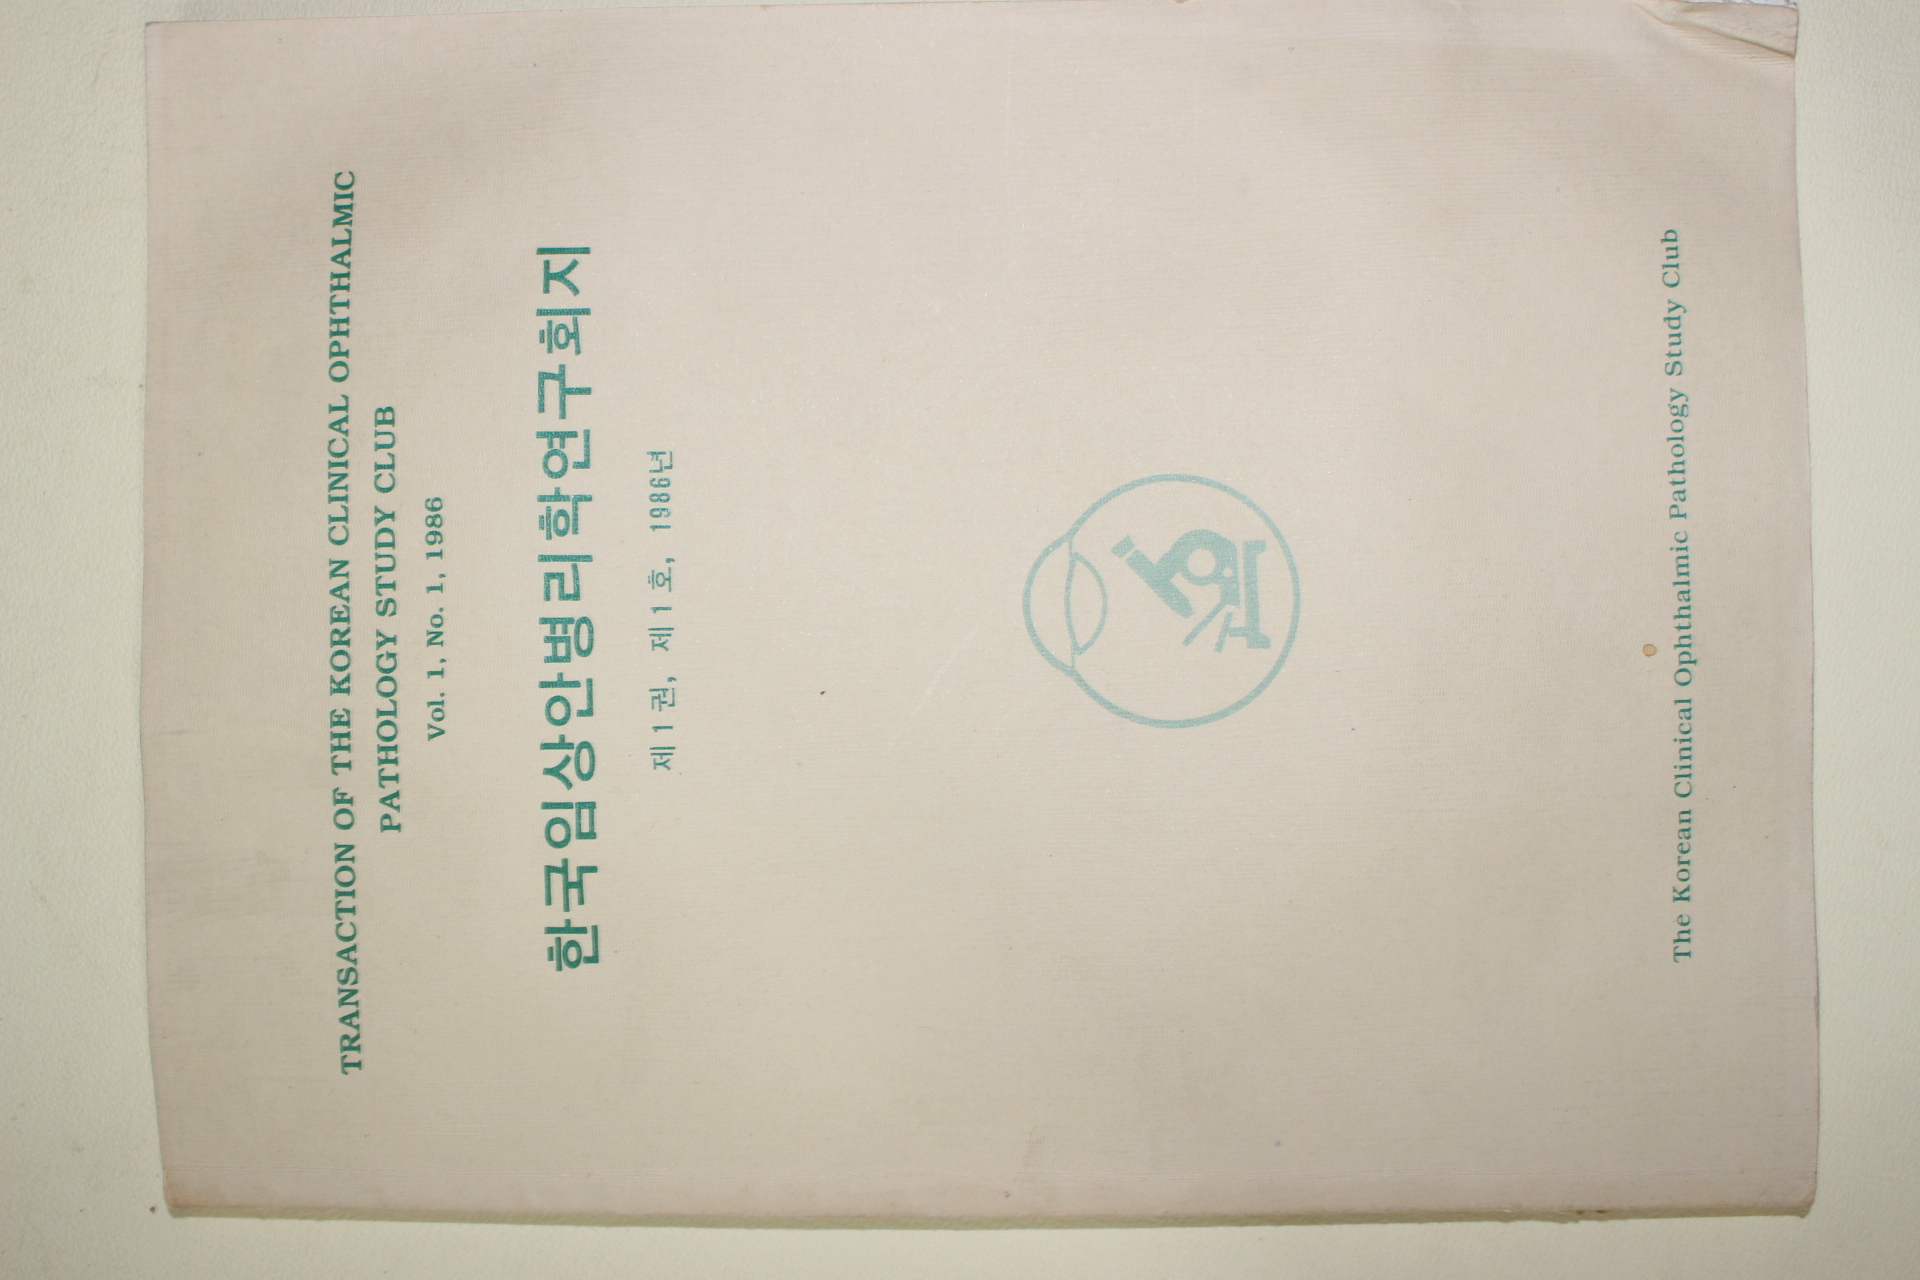 TRANSACTION OF THE KOREAN CLINICAL OPHTHALMIC
PATHOLOGY STUDY CLUB
Vol. 1, No. 1, 1986
한국임상안병리학연구회지
제1권, 제1호, 1986년
The Korean Clinical Ophthalmic Pathology Study Club